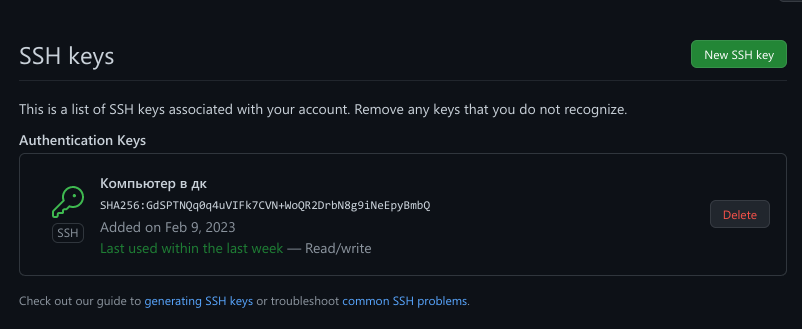 SSH keys
New SSH key
This is a list of SSH keys associated with your account. Remove any keys that you do not recognize.
Authentication Keys
Компьютер в дк
SHA256:GdSPTNQq0q4uVIFk7CVN+WoQR2DrbN8g9iNeEpyBmbQ
SSH
Added on Feb 9, 2023
Last used within the last week — Read/write
Delete
Check out our guide to generating SSH keys or troubleshoot common SSH problems.